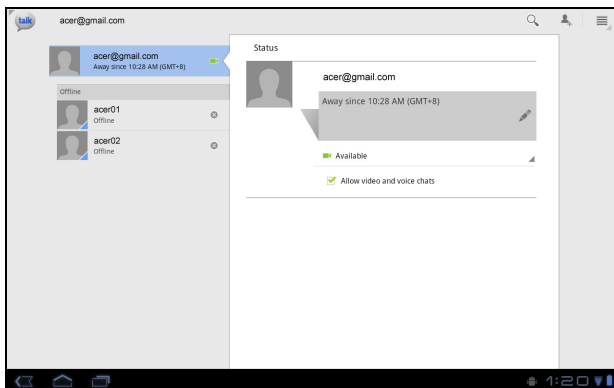 talk
acer@gmail.com
acer@gmail.com
Away since 10:28 AM (GMT+8)
Offline
acer01
Offline
acer02
Offline
Status
acer@gmail.com
Away since 10:28 AM (GMT+8)
Available
Allow video and voice chats
1:20